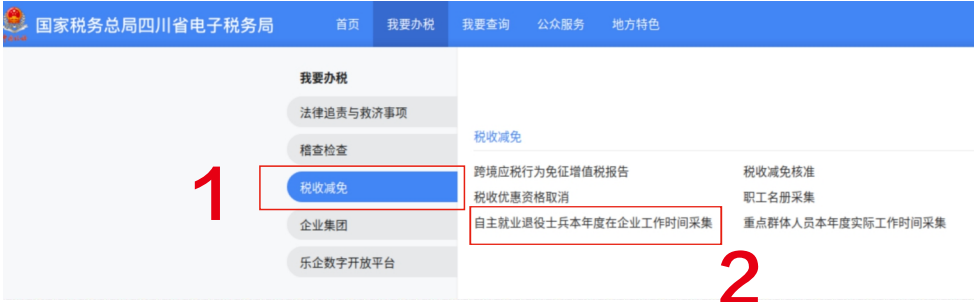 国家税务总局四川省电子税务局 首页 我要办税 我要查询 公众服务 地方特色
我要办税
法律追责与救济事项
稽查检查
税收减免
企业集团
乐企数字开放平台
1
税收减免
跨境应税行为免征增值税报告 税收减免核准
税收优惠资格取消 职工名册采集
自主就业退役士兵本年度在企业工作时间采集 重点群体人员本年度实际工作时间采集
2